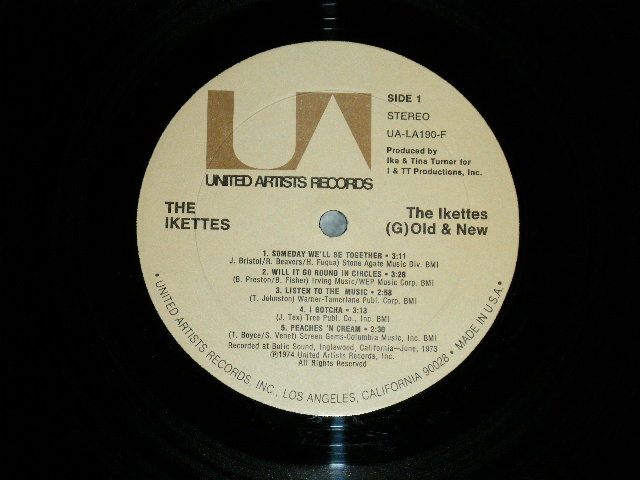 UA
UNITED ARTISTS RECORDS
SIDE 1
STEREO
UA-LA190-F
Produced by
Ike & Tina Turner for
I & TT Productions, Inc.
THE
IKETTES
The Ikettes
(G)Old & New
1. SOMEDAY WE'LL BE TOGETHER • 3:11
J. Bristol/R. Beavers/H. Fuqua) Stone Agate Music Div. BMI
2. WILL IT GO ROUND IN CIRCLES • 3:28
(B. Preston/B. Fisher) Irving Music/WEP Music Corp. BMI
3. LISTEN TO THE MUSIC • 2:58
(T. Johnston) Warner-Tamerlane Publ. Corp. BMI
4. I GOTCHA • 3:13
(J. Tex) Tree Publ. Co., Inc. BMI
5. PEACHES 'N CREAM • 2:30
(T. Boyce/S. Venet) Screen Gems-Columbia Music, Inc. BMI
Recorded at Bolic Sound, Inglewood, California—June, 1973
℗1974 United Artists Records, Inc.
All Rights Reserved
• UNITED ARTISTS RECORDS, INC., LOS ANGELES, CALIFORNIA 90028 • MADE IN U.S.A. •